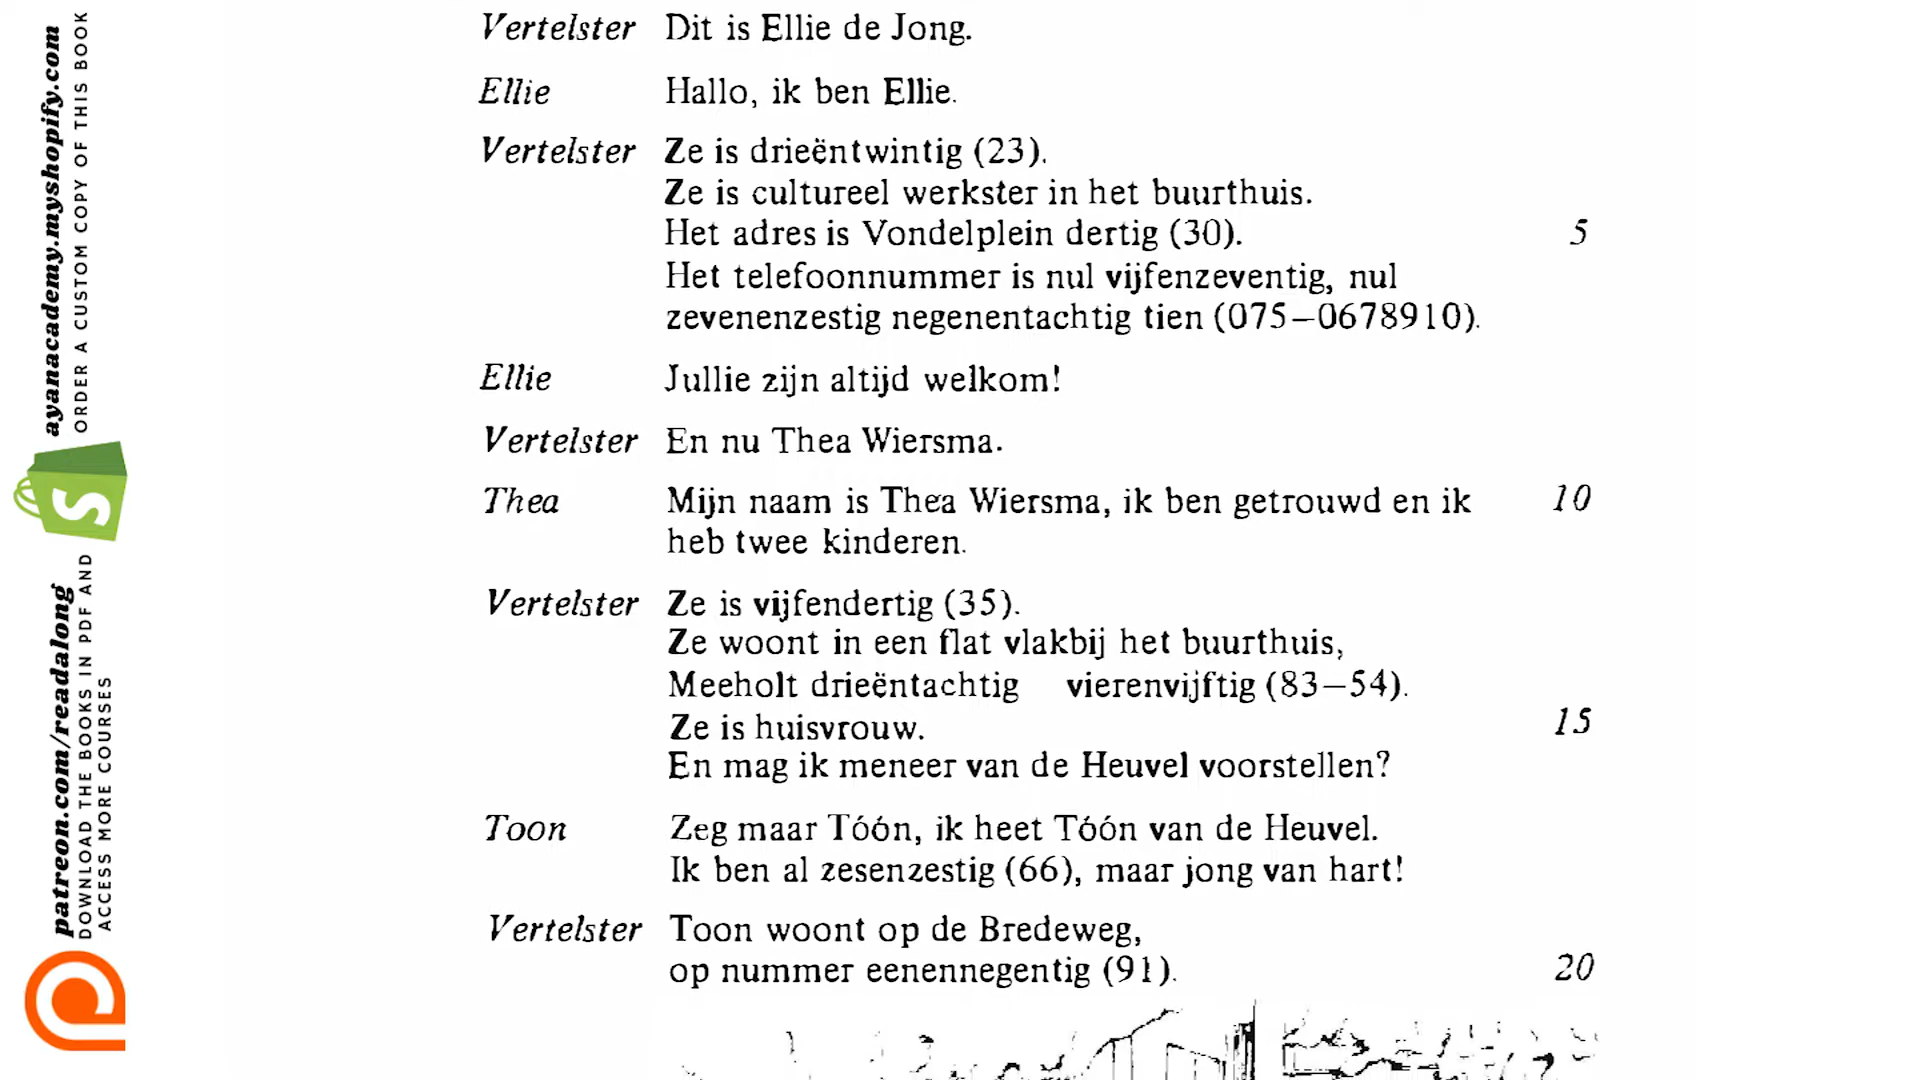 Vertelster Dit is Ellie de Jong.
Ellie Hallo, ik ben Ellie.
Vertelster Ze is drieëntwintig (23).
Ze is cultureel werkster in het buurthuis.
Het adres is Vondelplein dertig (30). 5
Het telefoonnummer is nul vijfenzeventig, nul
zevenenzestig negenentachtig tien (075–0678910).
Ellie Jullie zijn altijd welkom!
Vertelster En nu Thea Wiersma.
Thea Mijn naam is Thea Wiersma, ik ben getrouwd en ik 10
heb twee kinderen.
Vertelster Ze is vijfendertig (35).
Ze woont in een flat vlakbij het buurthuis,
Meeholt drieëntachtig vierenvijftig (83–54).
Ze is huisvrouw. 15
En mag ik meneer van de Heuvel voorstellen?
Toon Zeg maar Tóón, ik heet Tóón van de Heuvel.
Ik ben al zesenzestig (66), maar jong van hart!
Vertelster Toon woont op de Bredeweg,
op nummer eenennegentig (91). 20
ayanacademy.myshopify.com
ORDER A CUSTOM COPY OF THIS BOOK
patreon.com/readalong
DOWNLOAD THE BOOKS IN PDF AND
ACCESS MORE COURSES